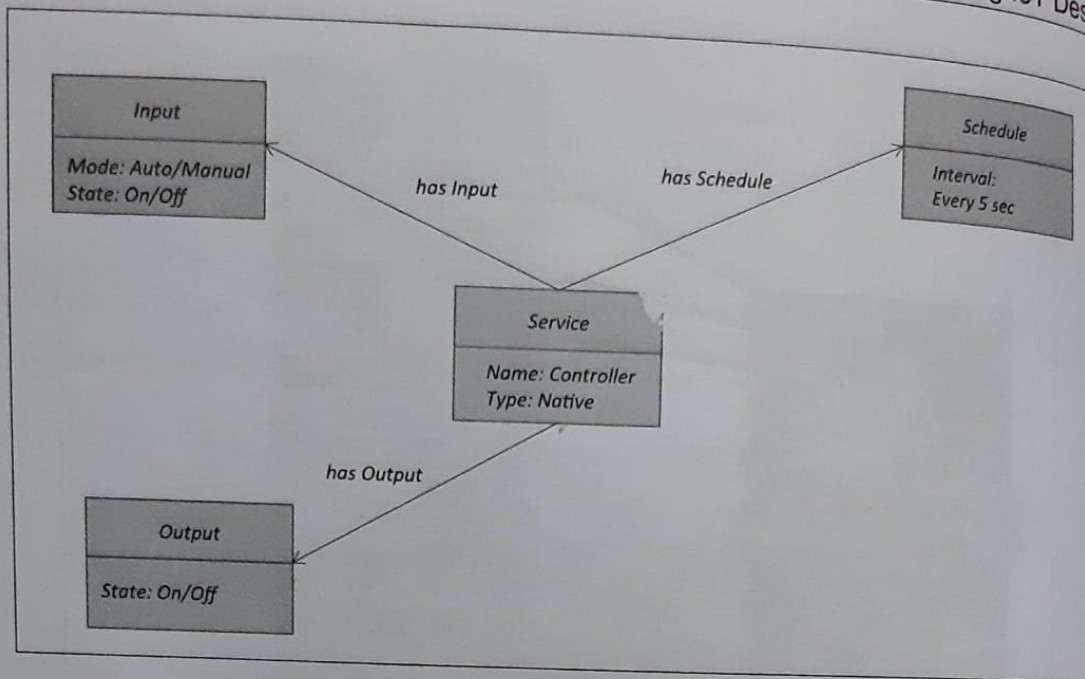 Input
Mode: Auto/Manual
State: On/Off
has Input
has Schedule
Schedule
Interval:
Every 5 sec
Service
Name: Controller
Type: Native
has Output
Output
State: On/Off